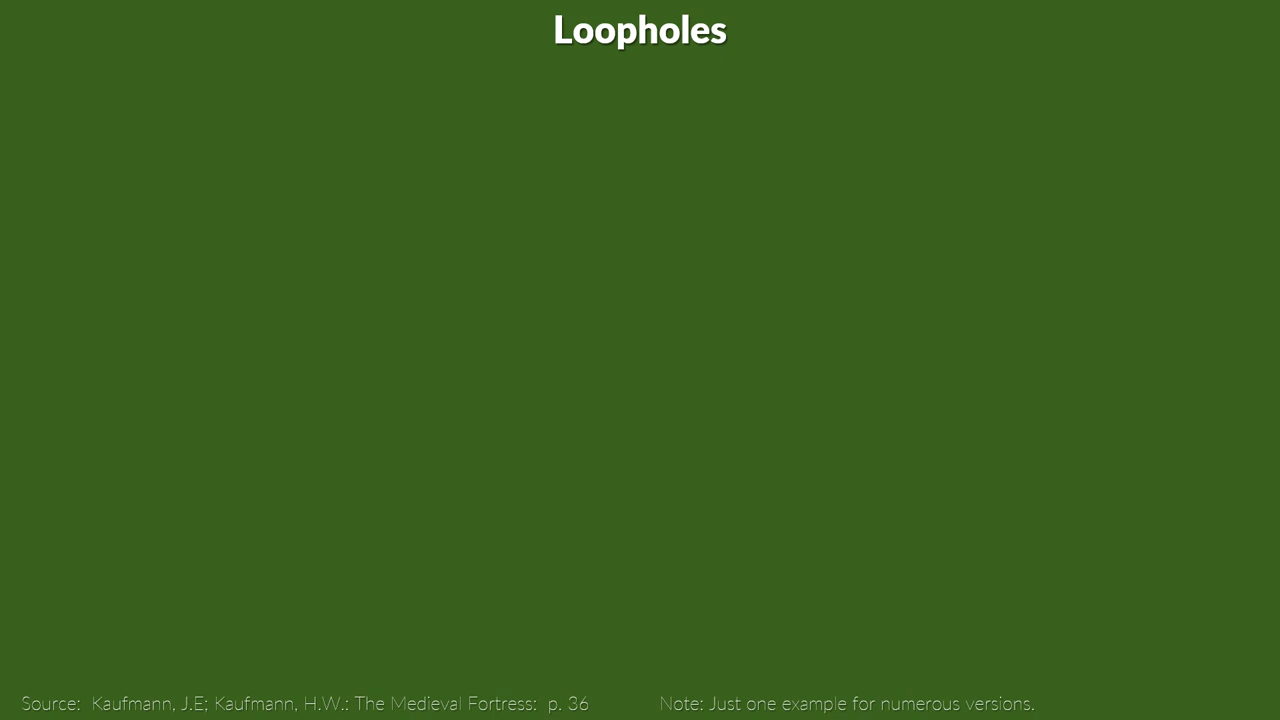 Loopholes
Source: Kaufmann, J.E; Kaufmann, H.W.: The Medieval Fortress: p. 36
Note: Just one example for numerous versions.